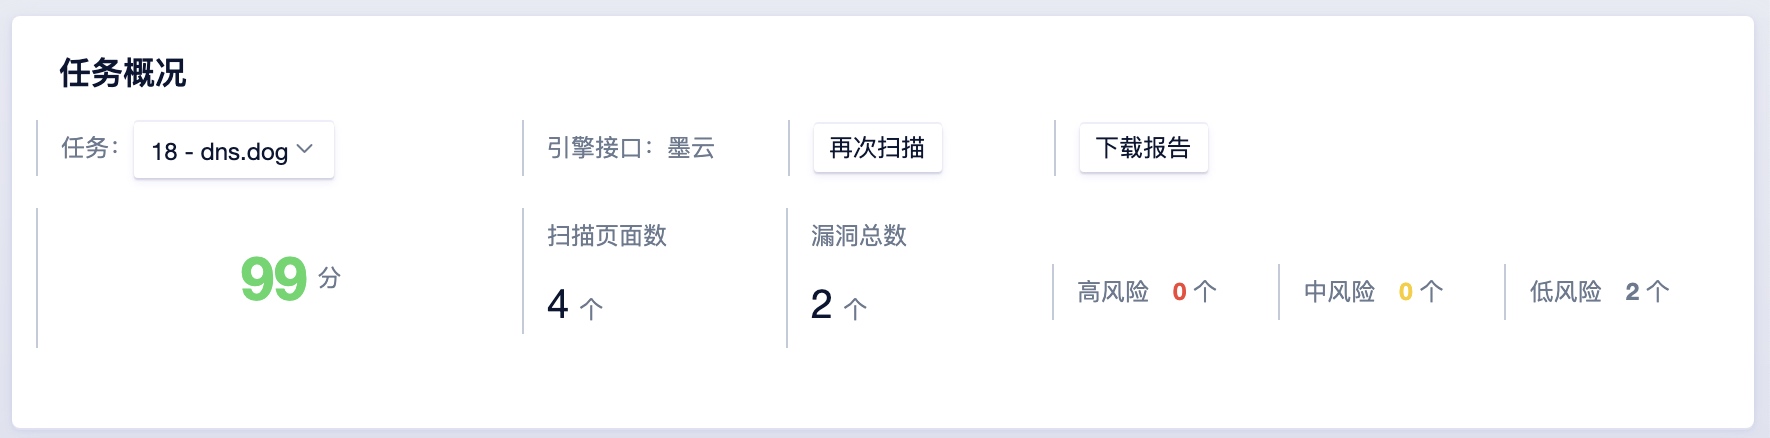 任务概况
任务： 18 - dns.dog
引擎接口：墨云
再次扫描
下载报告
99 分
扫描页面数
4 个
漏洞总数
2 个
高风险 0 个
中风险 0 个
低风险 2 个